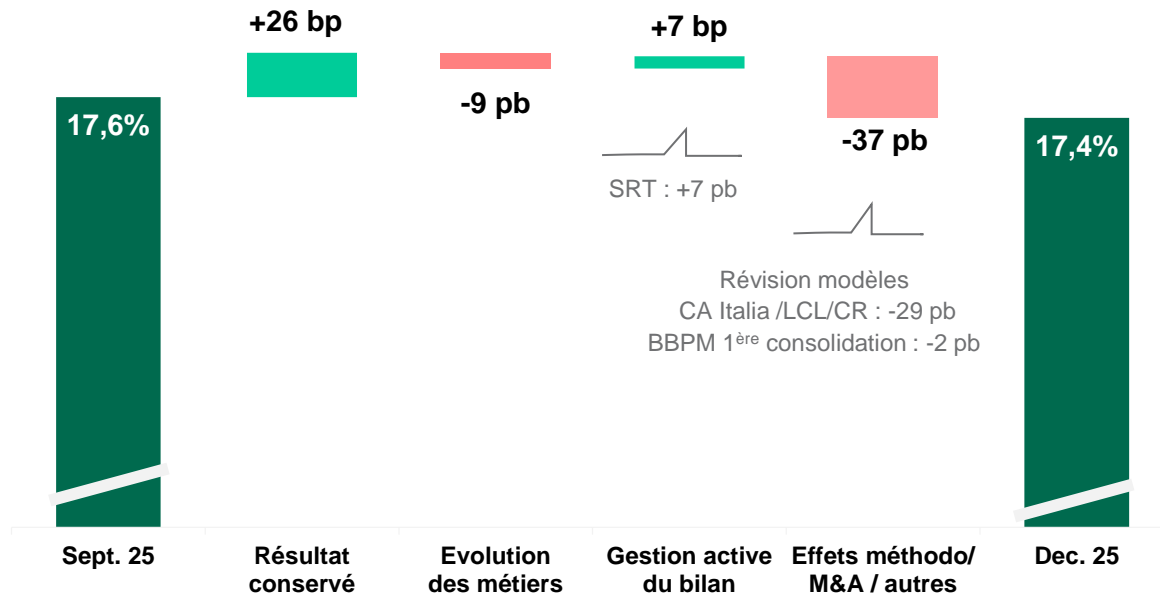 +26 bp
-9 pb
+7 bp
-37 pb
17,6%
17,4%
SRT : +7 pb
Révision modèles
CA Italia /LCL/CR : -29 pb
BBPM 1ère consolidation : -2 pb
Sept. 25
Résultat
conservé
Evolution
des métiers
Gestion active
du bilan
Effets méthodo/
M&A / autres
Dec. 25